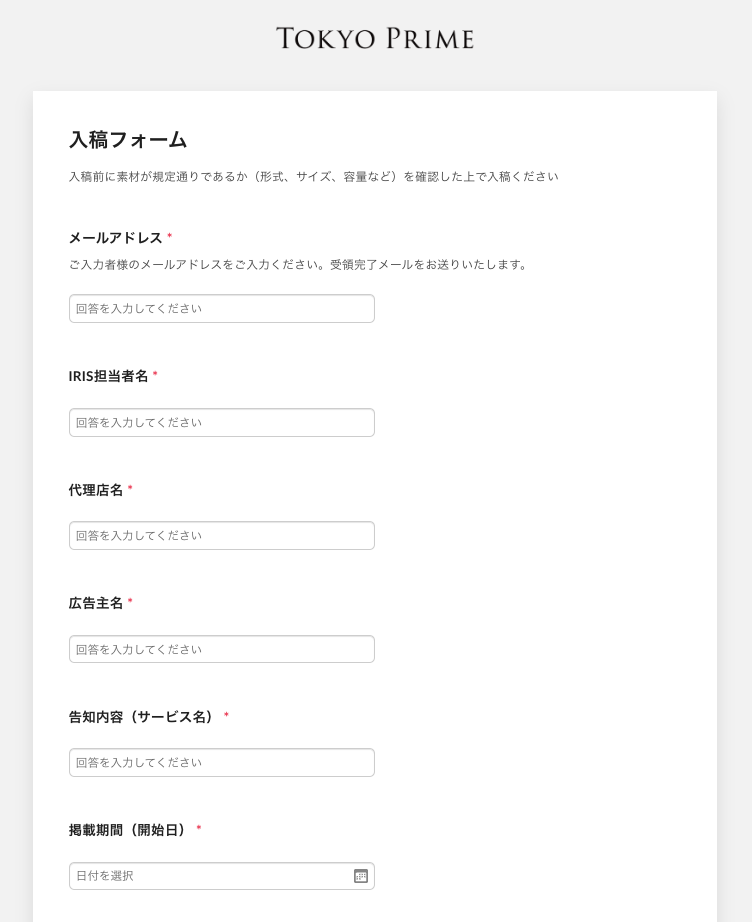 TOKYO PRIME
入稿フォーム
入稿前に素材が規定通りであるか（形式、サイズ、容量など）を確認した上で入稿ください
メールアドレス *
ご入力者様のメールアドレスをご入力ください。受領完了メールをお送りいたします。
回答を入力してください
IRIS担当者名 *
回答を入力してください
代理店名 *
回答を入力してください
広告主名 *
回答を入力してください
告知内容（サービス名） *
回答を入力してください
掲載期間（開始日） *
日付を選択